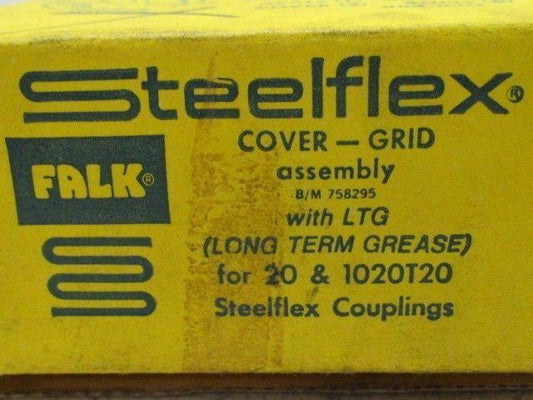 Steelflex®
COVER – GRID
FALK®
assembly
B/M 758295
with LTG
(LONG TERM GREASE)
for 20 & 1020T20
Steelflex Couplings